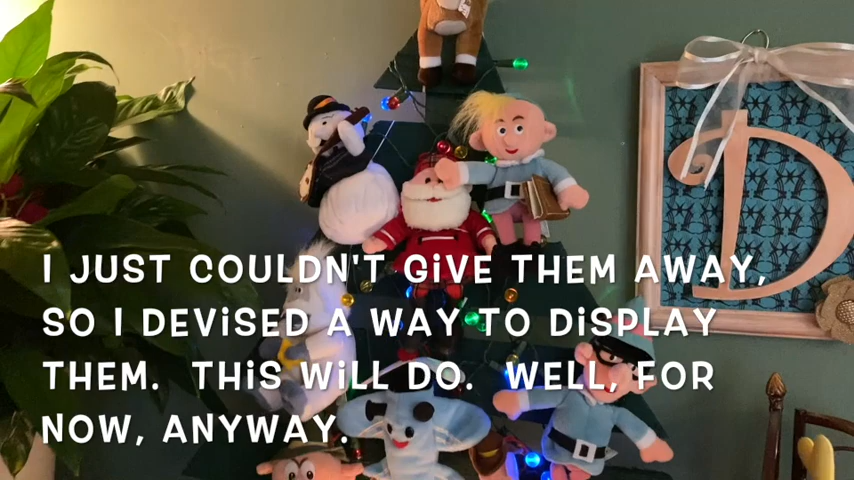 I JUST COULDN'T GIVE THEM AWAY,
SO I DEVISED A WAY TO DISPLAY
THEM. THIS WILL DO. WELL, FOR
NOW, ANYWAY.
D